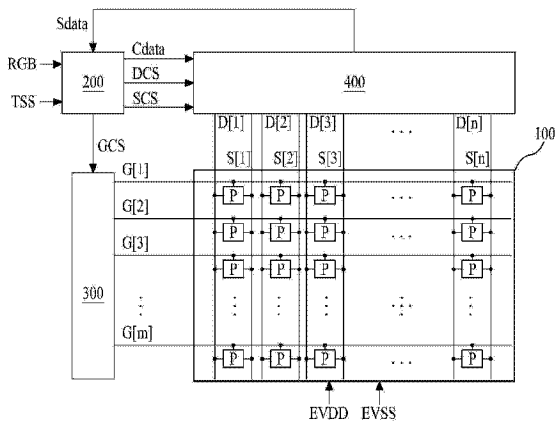 Sdata
RGB
TSS
200
Cdata
DCS
SCS
400
GCS
D[1] D[2] D[3] ... D[n]
100
S[1] S[2] S[3] S[n]
G[1]
P P P P
G[2]
P P P ... P
G[3]
P P P P
300
G[m]
P P P ... P
EVDD EVSS